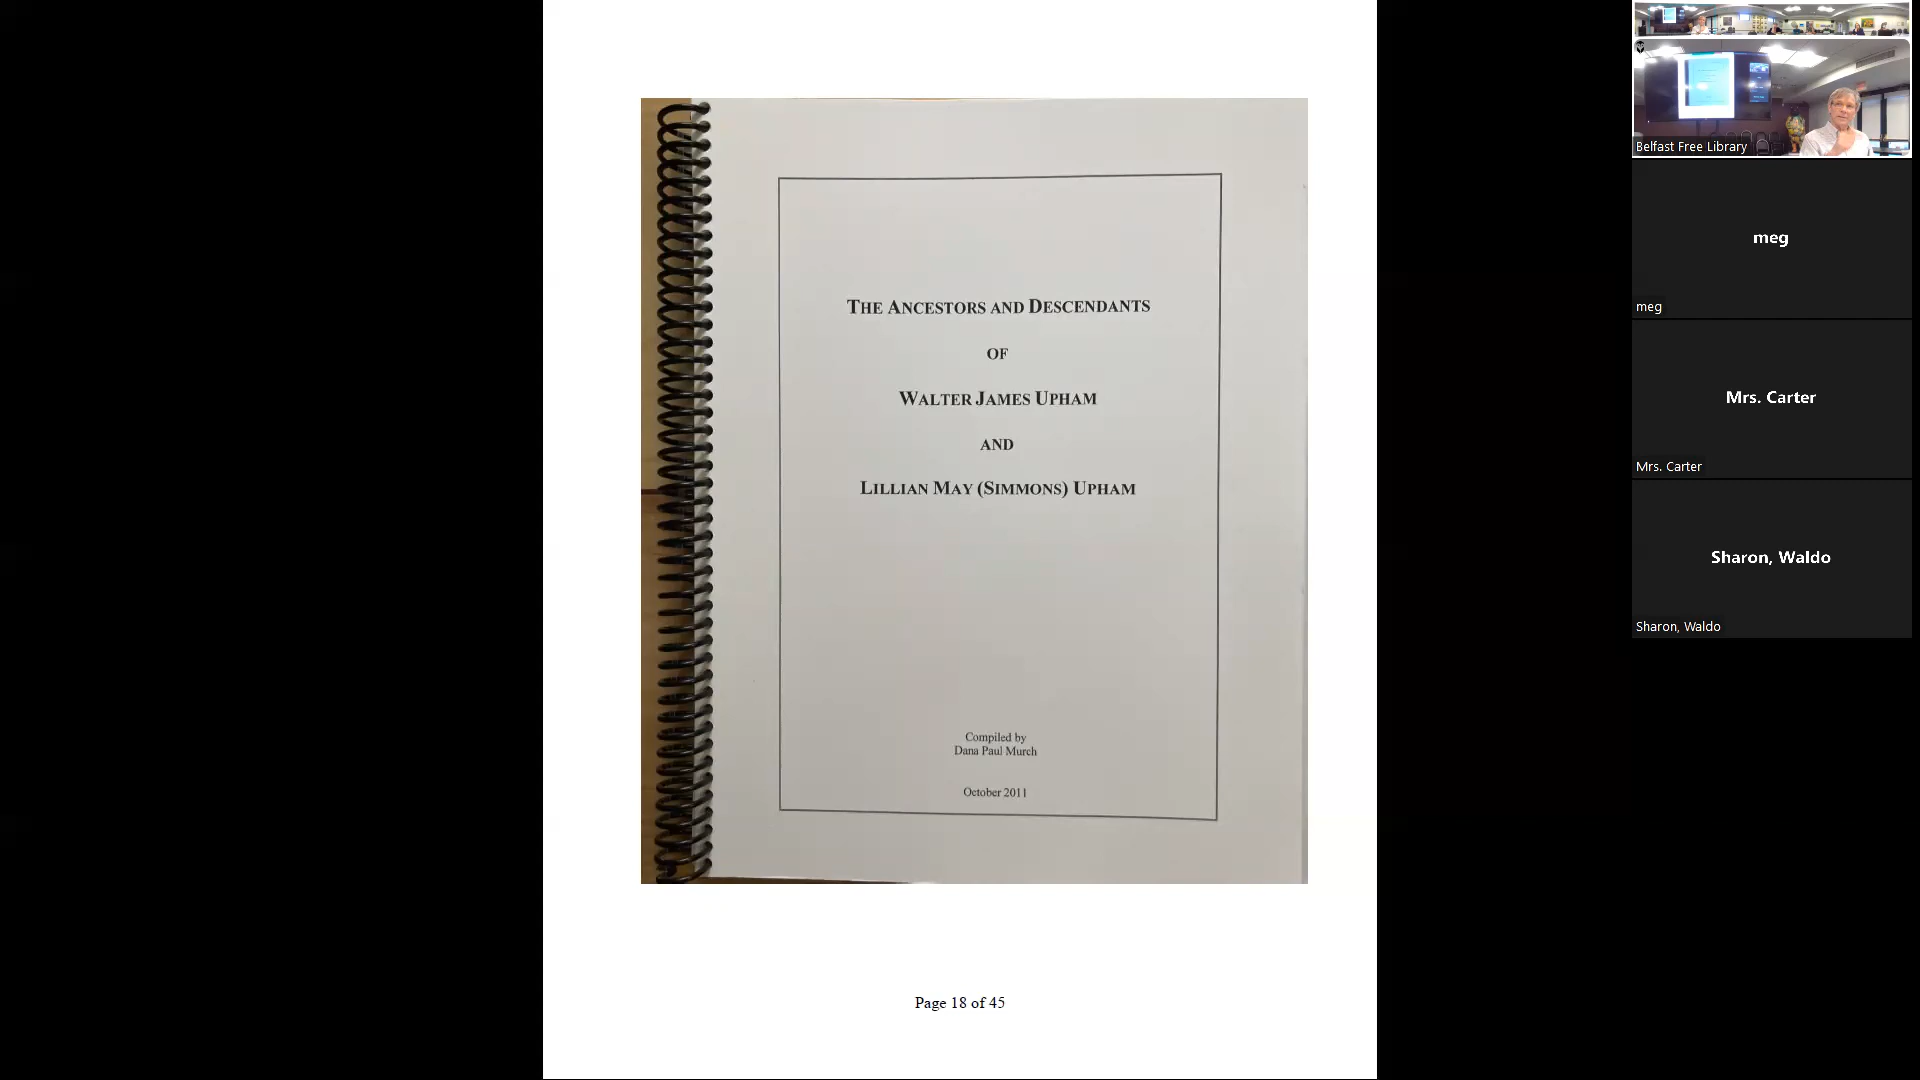 THE ANCESTORS AND DESCENDANTS
OF
WALTER JAMES UPHAM
AND
LILLIAN MAY (SIMMONS) UPHAM
Compiled by
Dana Paul Murch
October 2011
Page 18 of 45
Belfast Free Library
meg
meg
Mrs. Carter
Mrs. Carter
Sharon, Waldo
Sharon, Waldo